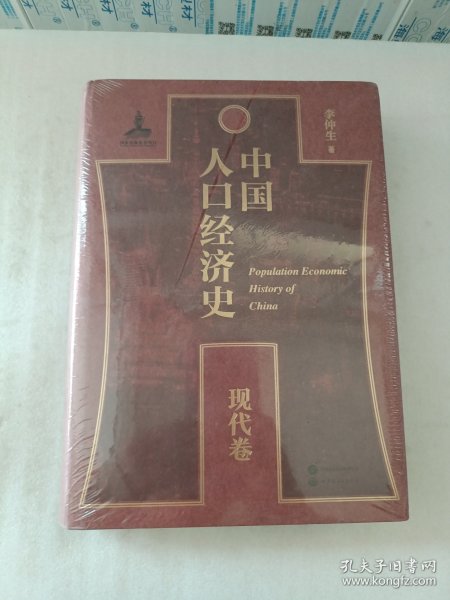 李仲生 著
中国
人口经济史
Population Economic
History of
China
现代卷
孔夫子旧书网
www.kongfz.com